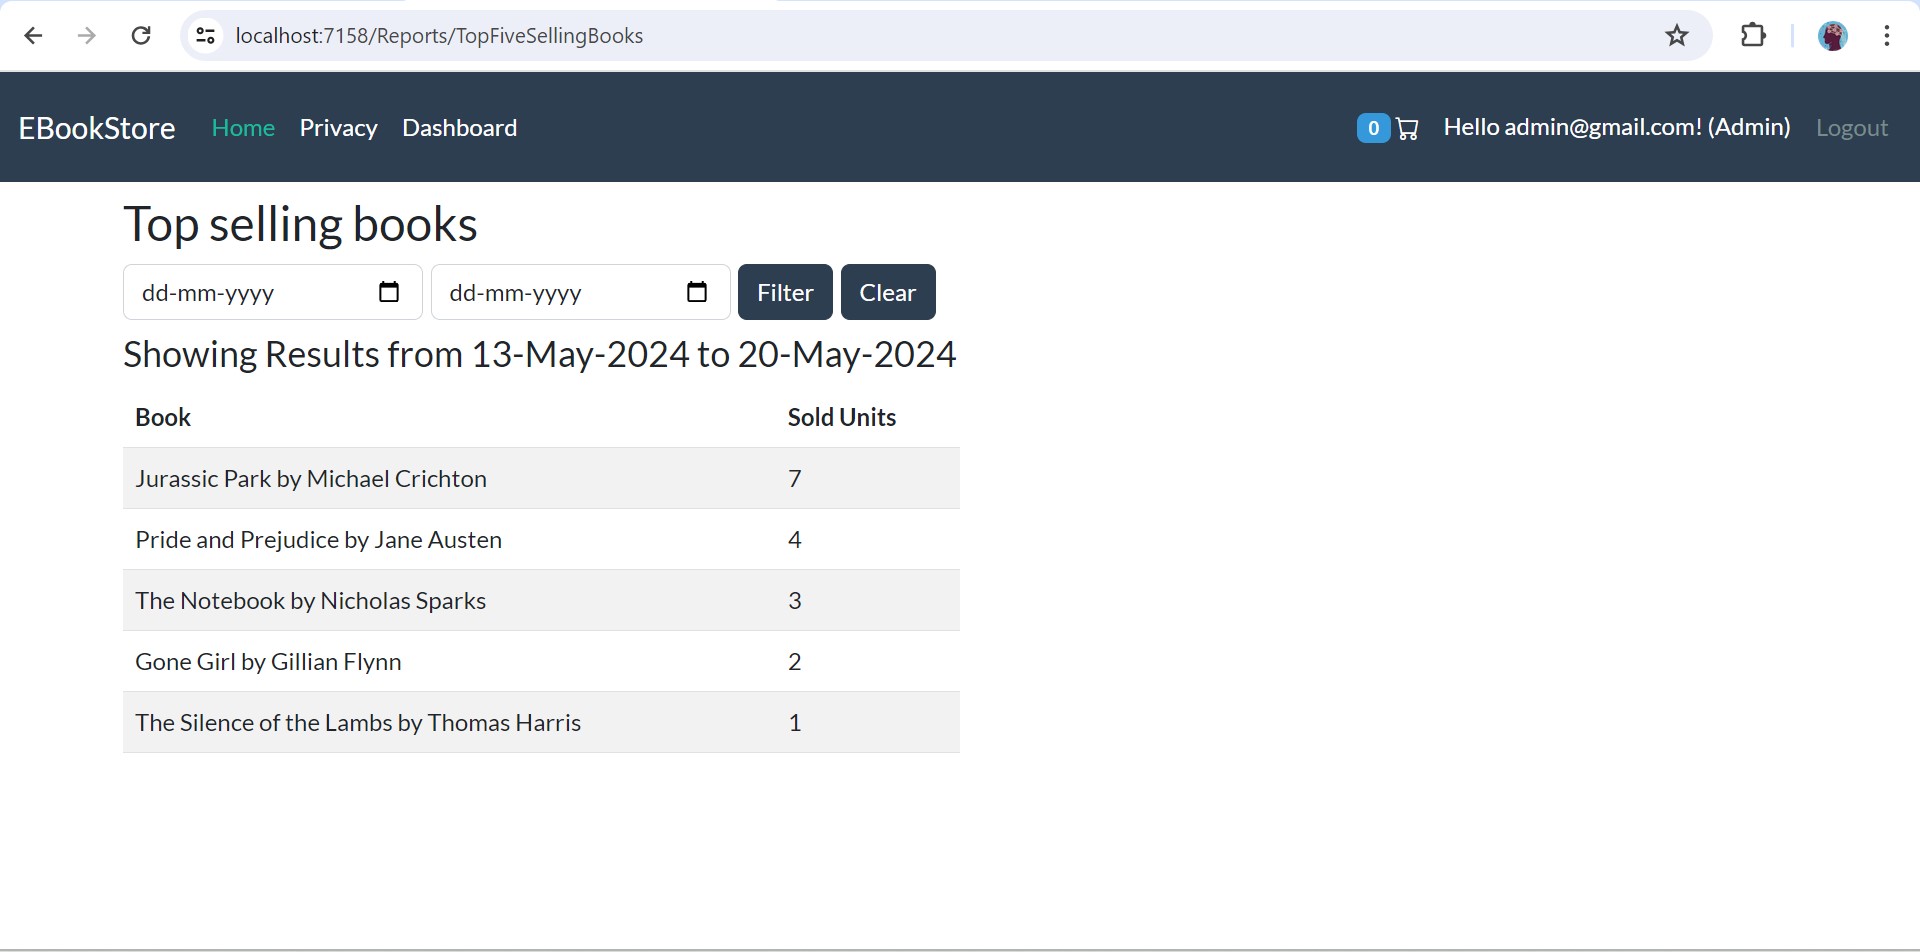 localhost:7158/Reports/TopFiveSellingBooks
EBookStore Home Privacy Dashboard 0 Hello admin@gmail.com! (Admin) Logout
Top selling books
dd-mm-yyyy dd-mm-yyyy Filter Clear
Showing Results from 13-May-2024 to 20-May-2024
Book Sold Units
Jurassic Park by Michael Crichton 7
Pride and Prejudice by Jane Austen 4
The Notebook by Nicholas Sparks 3
Gone Girl by Gillian Flynn 2
The Silence of the Lambs by Thomas Harris 1